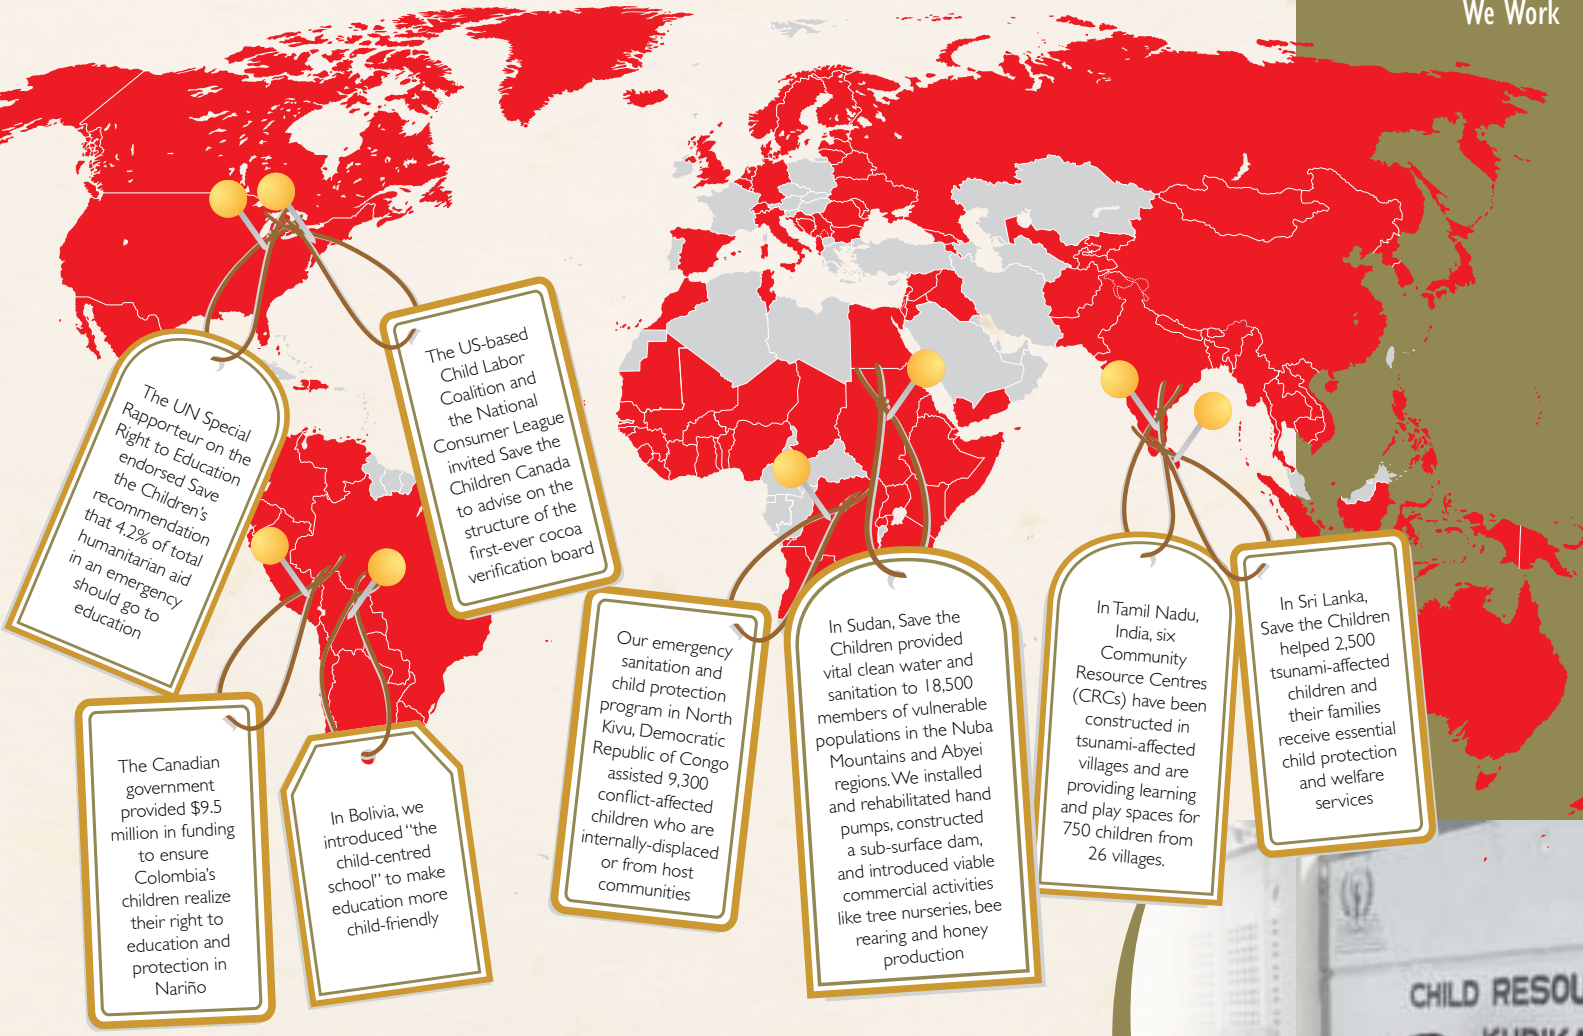 We Work
The UN Special
Rapporteur on the
Right to Education
endorsed Save
the Children's
recommendation
that 4.2% of total
humanitarian aid
in an emergency
should go to
education
The US-based
Child Labor
Coalition and
the National
Consumer League
invited Save the
Children Canada
to advise on the
structure of the
first-ever cocoa
verification board
The Canadian
government
provided $9.5
million in funding
to ensure
Colombia's
children realize
their right to
education and
protection in
Nariño
In Bolivia, we
introduced "the
child-centred
school" to make
education more
child-friendly
Our emergency
sanitation and
child protection
program in North
Kivu, Democratic
Republic of Congo
assisted 9,300
conflict-affected
children who are
internally-displaced
or from host
communities
In Sudan, Save the
Children provided
vital clean water and
sanitation to 18,500
members of vulnerable
populations in the Nuba
Mountains and Abyei
regions. We installed
and rehabilitated hand
pumps, constructed
a sub-surface dam,
and introduced viable
commercial activities
like tree nurseries, bee
rearing and honey
production
In Tamil Nadu,
India, six
Community
Resource Centres
(CRCs) have been
constructed in
tsunami-affected
villages and are
providing learning
and play spaces for
750 children from
26 villages.
In Sri Lanka,
Save the Children
helped 2,500
tsunami-affected
children and
their families
receive essential
child protection
and welfare
services
CHILD RESOU